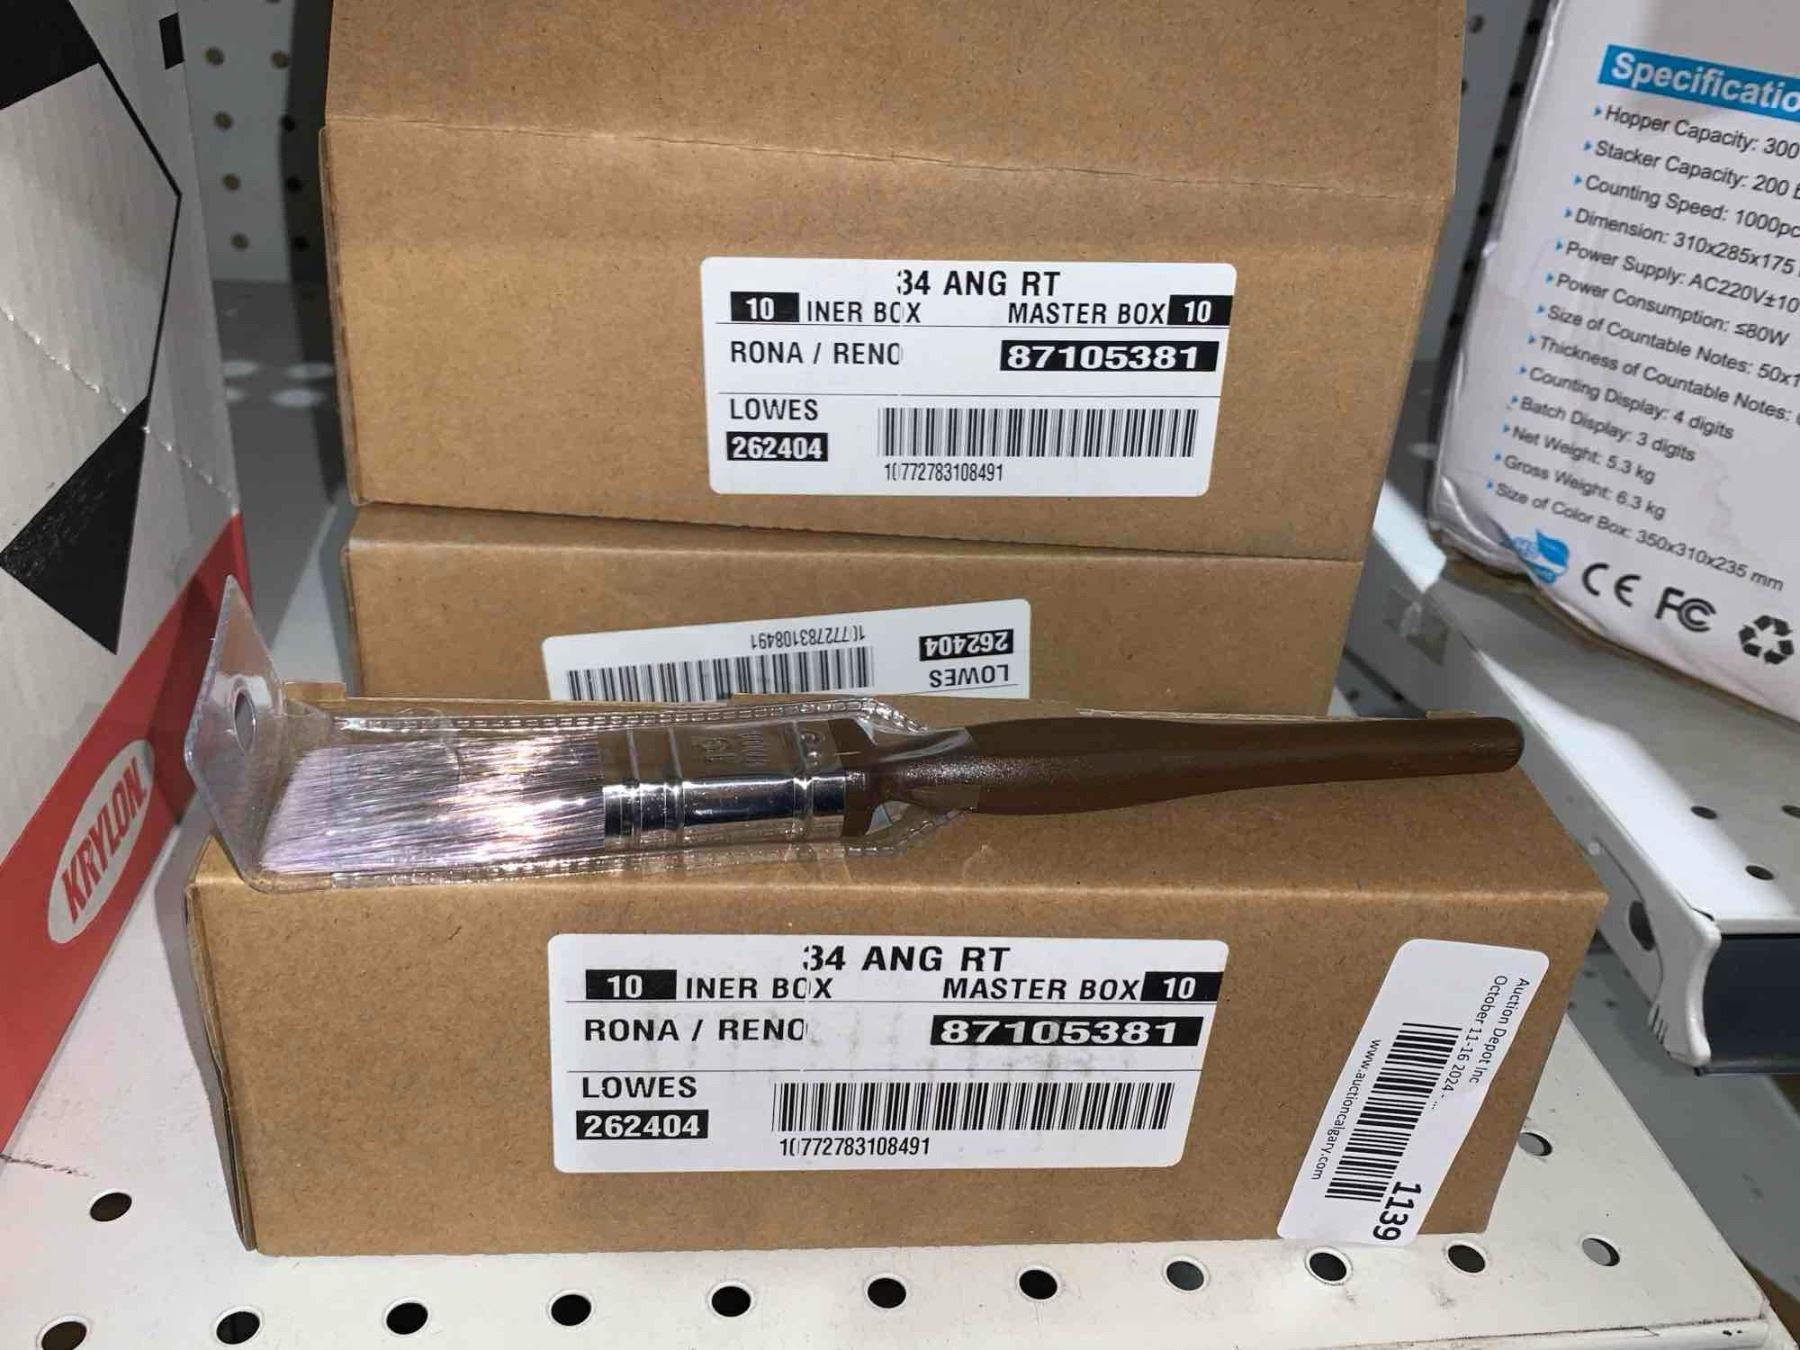 34 ANG RT
10 INER BOX MASTER BOX 10
RONA / RENO 87105381
LOWES
262404
10772783108491
10772783108491
262404
LOWES
34 ANG RT
10 INER BOX MASTER BOX 10
RONA / RENO 87105381
LOWES
262404
10772783108491
Auction Depot Inc
October 11-16 2024 - ...
www.auctioncalgary.com
1139
KRYLON
Specificatio
Hopper Capacity: 300
Stacker Capacity: 200
Counting Speed: 1000pc
Dimension: 310x285x175
Power Supply: AC220V±10
Power Consumption: ≤80W
Size of Countable Notes: 50x1
Thickness of Countable Notes:
Counting Display: 4 digits
Batch Display: 3 digits
Net Weight: 5.3 kg
Gross Weight: 6.3 kg
Size of Color Box: 350x310x235 mm
CE FC